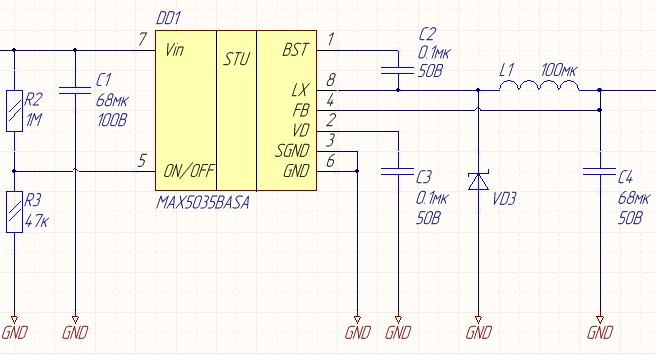 DD1
7
Vin
STU
BST
1
C2
0.1мк
50В
C1
68мк
100В
LX
8
L1
100мк
R2
1М
FB
4
VD
2
SGND
3
5
ON/OFF
GND
6
C3
0.1мк
50В
VD3
C4
68мк
50В
R3
47к
MAX5035BASA
GND
GND
GND
GND
GND
GND